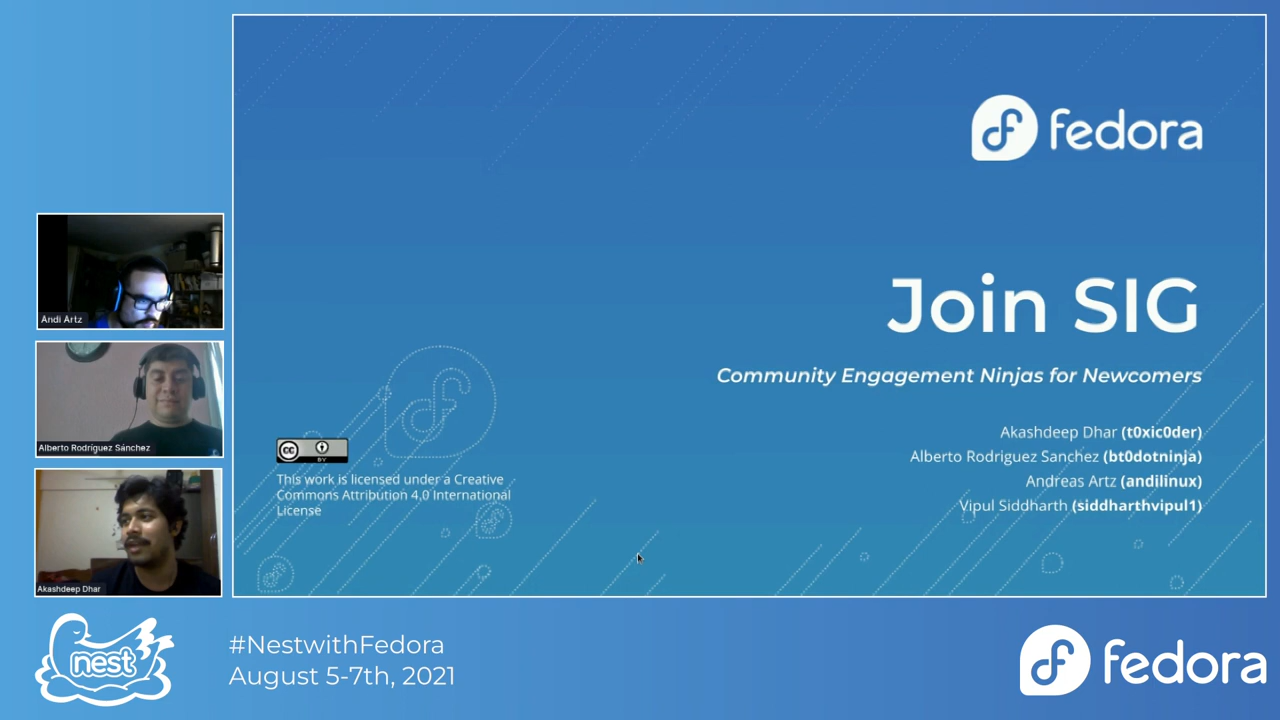 fedora
Join SIG
Community Engagement Ninjas for Newcomers
Akashdeep Dhar (t0xic0der)
Alberto Rodriguez Sanchez (bt0dotninja)
Andreas Artz (andilinux)
Vipul Siddharth (siddharthvipul1)
cc
BY
This work is licensed under a Creative
Commons Attribution 4.0 International
License
Andi Artz
Alberto Rodríguez Sánchez
Akashdeep Dhar
nest
#NestwithFedora
August 5-7th, 2021
fedora